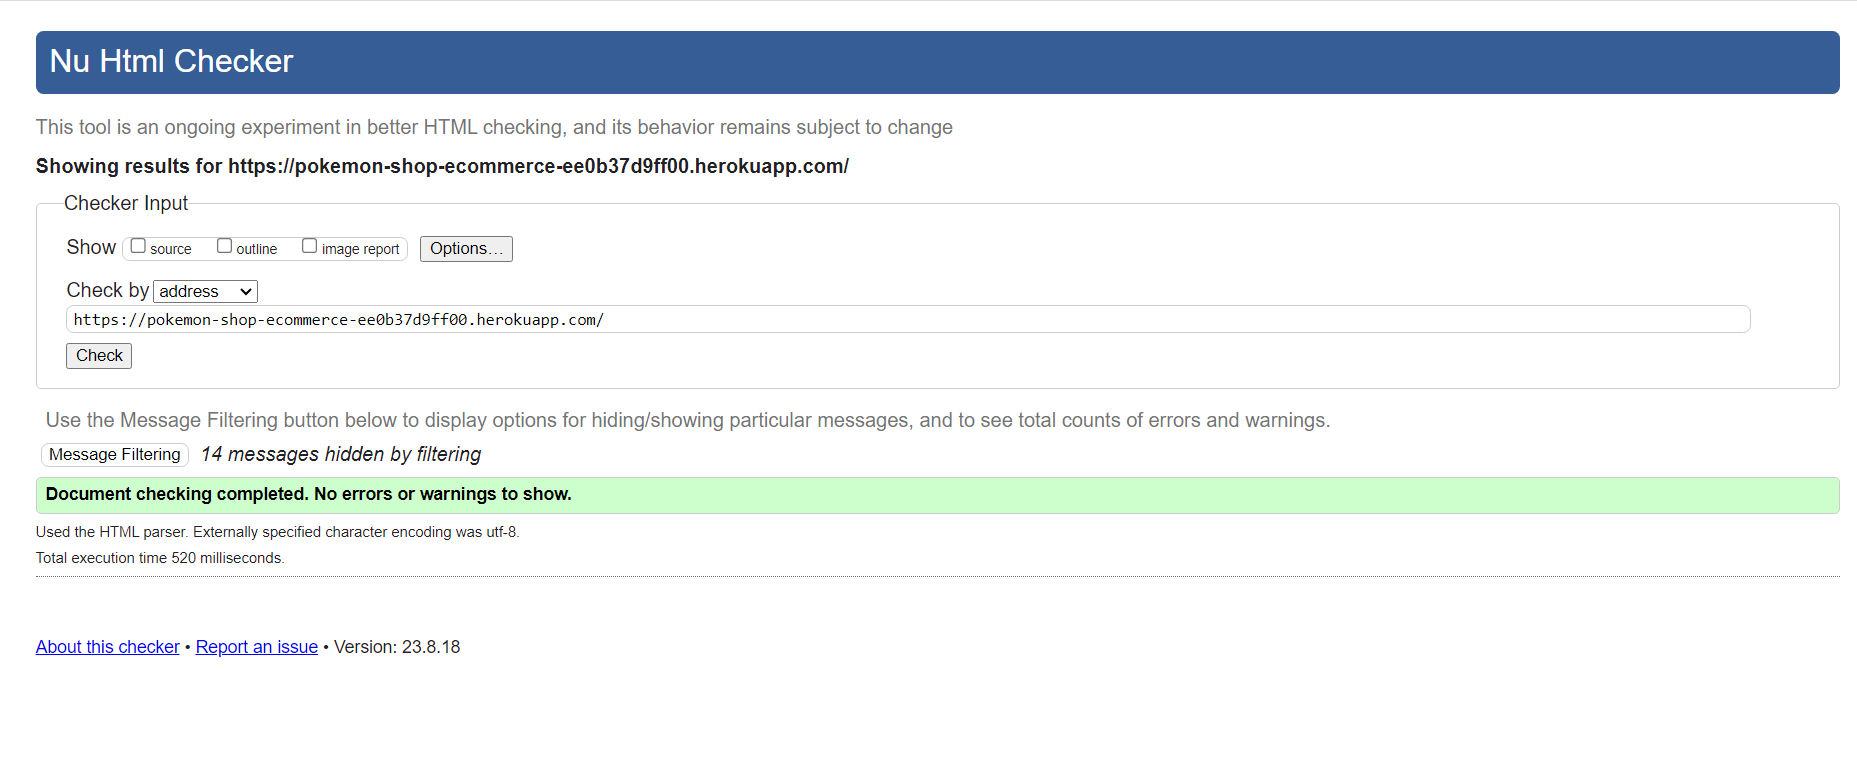 Nu Html Checker
This tool is an ongoing experiment in better HTML checking, and its behavior remains subject to change
Showing results for https://pokemon-shop-ecommerce-ee0b37d9ff00.herokuapp.com/
Checker Input
Show source outline image report Options...
Check by address
https://pokemon-shop-ecommerce-ee0b37d9ff00.herokuapp.com/
Check
Use the Message Filtering button below to display options for hiding/showing particular messages, and to see total counts of errors and warnings.
Message Filtering 14 messages hidden by filtering
Document checking completed. No errors or warnings to show.
Used the HTML parser. Externally specified character encoding was utf-8.
Total execution time 520 milliseconds.
About this checker • Report an issue • Version: 23.8.18